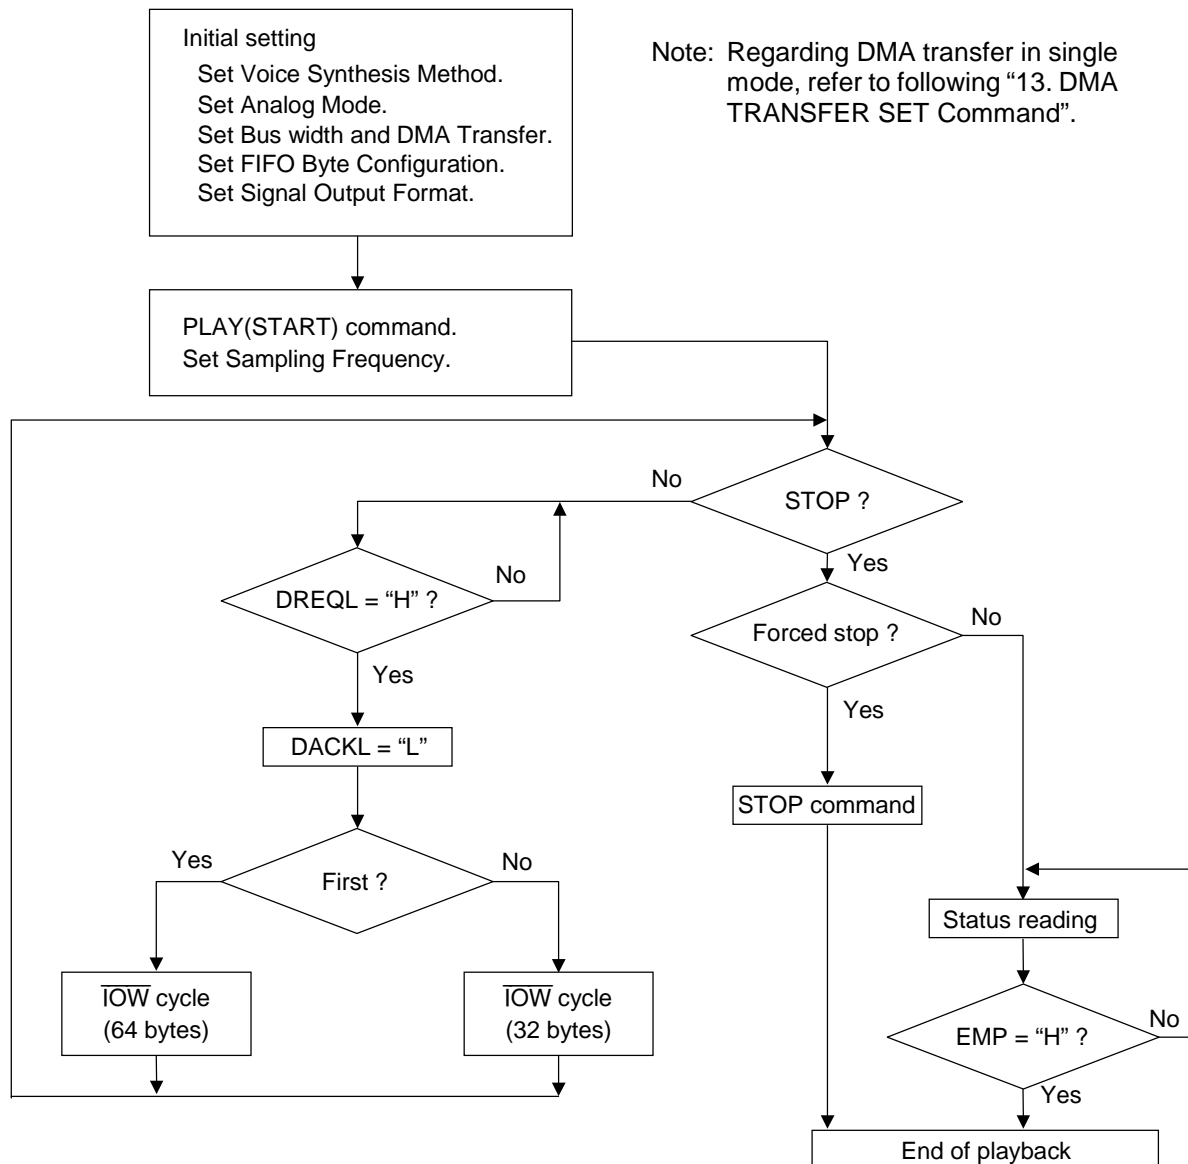 Initial setting
Set Voice Synthesis Method.
Set Analog Mode.
Set Bus width and DMA Transfer.
Set FIFO Byte Configuration.
Set Signal Output Format.
Note: Regarding DMA transfer in single
mode, refer to following “13. DMA
TRANSFER SET Command”.
PLAY(START) command.
Set Sampling Frequency.
STOP ?
No
Yes
DREQL = “H” ?
No
Yes
Forced stop ?
No
Yes
DACKL = “L”
STOP command
First ?
Yes
No
Status reading
IOW cycle
(64 bytes)
IOW cycle
(32 bytes)
EMP = “H” ?
No
Yes
End of playback